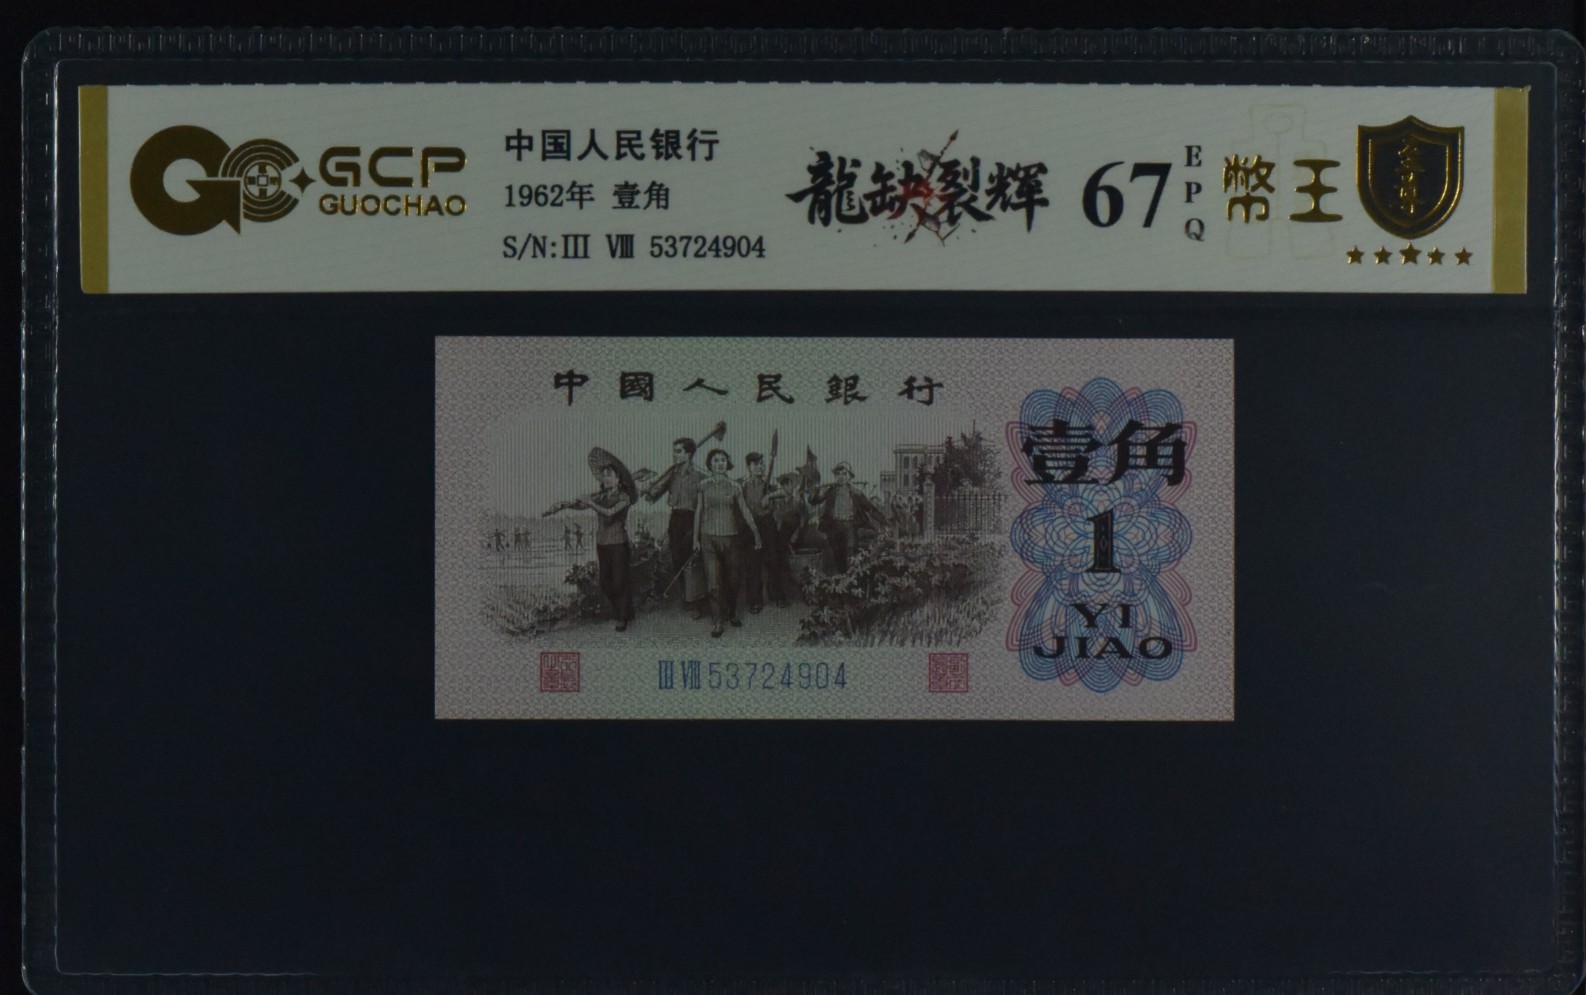 GCP
GUOCHAO
中国人民银行
1962年 壹角
S/N:Ⅲ Ⅷ 53724904
龍缺裂輝
67
EPQ
幣王
中國人民銀行
壹角
1
YI
JIAO
Ⅲ Ⅷ 53724904